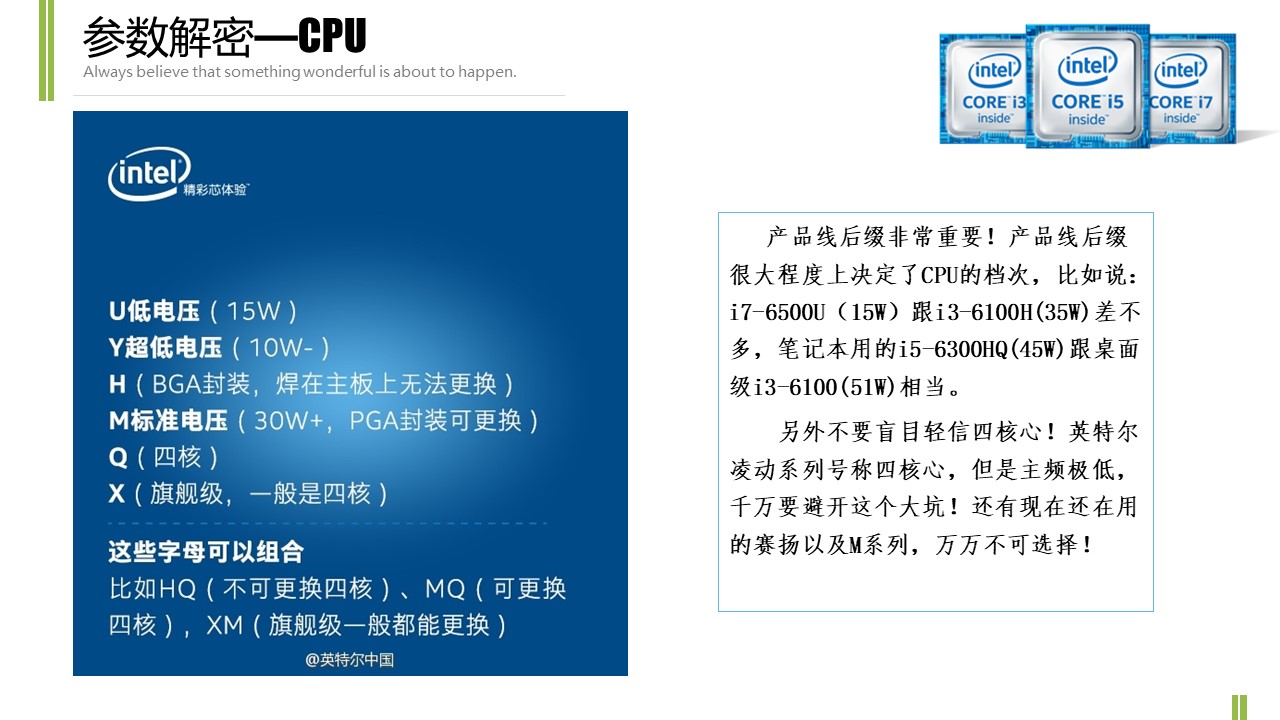 参数解密—CPU
Always believe that something wonderful is about to happen.
intel CORE™ i3 inside™
intel CORE™ i5 inside™
intel CORE™ i7 inside™
intel 精彩芯体验™
U低电压（15W）
Y超低电压（10W-）
H（BGA封装，焊在主板上无法更换）
M标准电压（30W+，PGA封装可更换）
Q（四核）
X（旗舰级，一般是四核）
这些字母可以组合
比如HQ（不可更换四核）、MQ（可更换
四核），XM（旗舰级一般都能更换）
@英特尔中国
产品线后缀非常重要！产品线后缀
很大程度上决定了CPU的档次，比如说：
i7-6500U（15W）跟i3-6100H(35W)差不
多，笔记本用的i5-6300HQ(45W)跟桌面
级i3-6100(51W)相当。
另外不要盲目轻信四核心！英特尔
凌动系列号称四核心，但是主频极低，
千万要避开这个大坑！还有现在还在用
的赛扬以及M系列，万万不可选择！